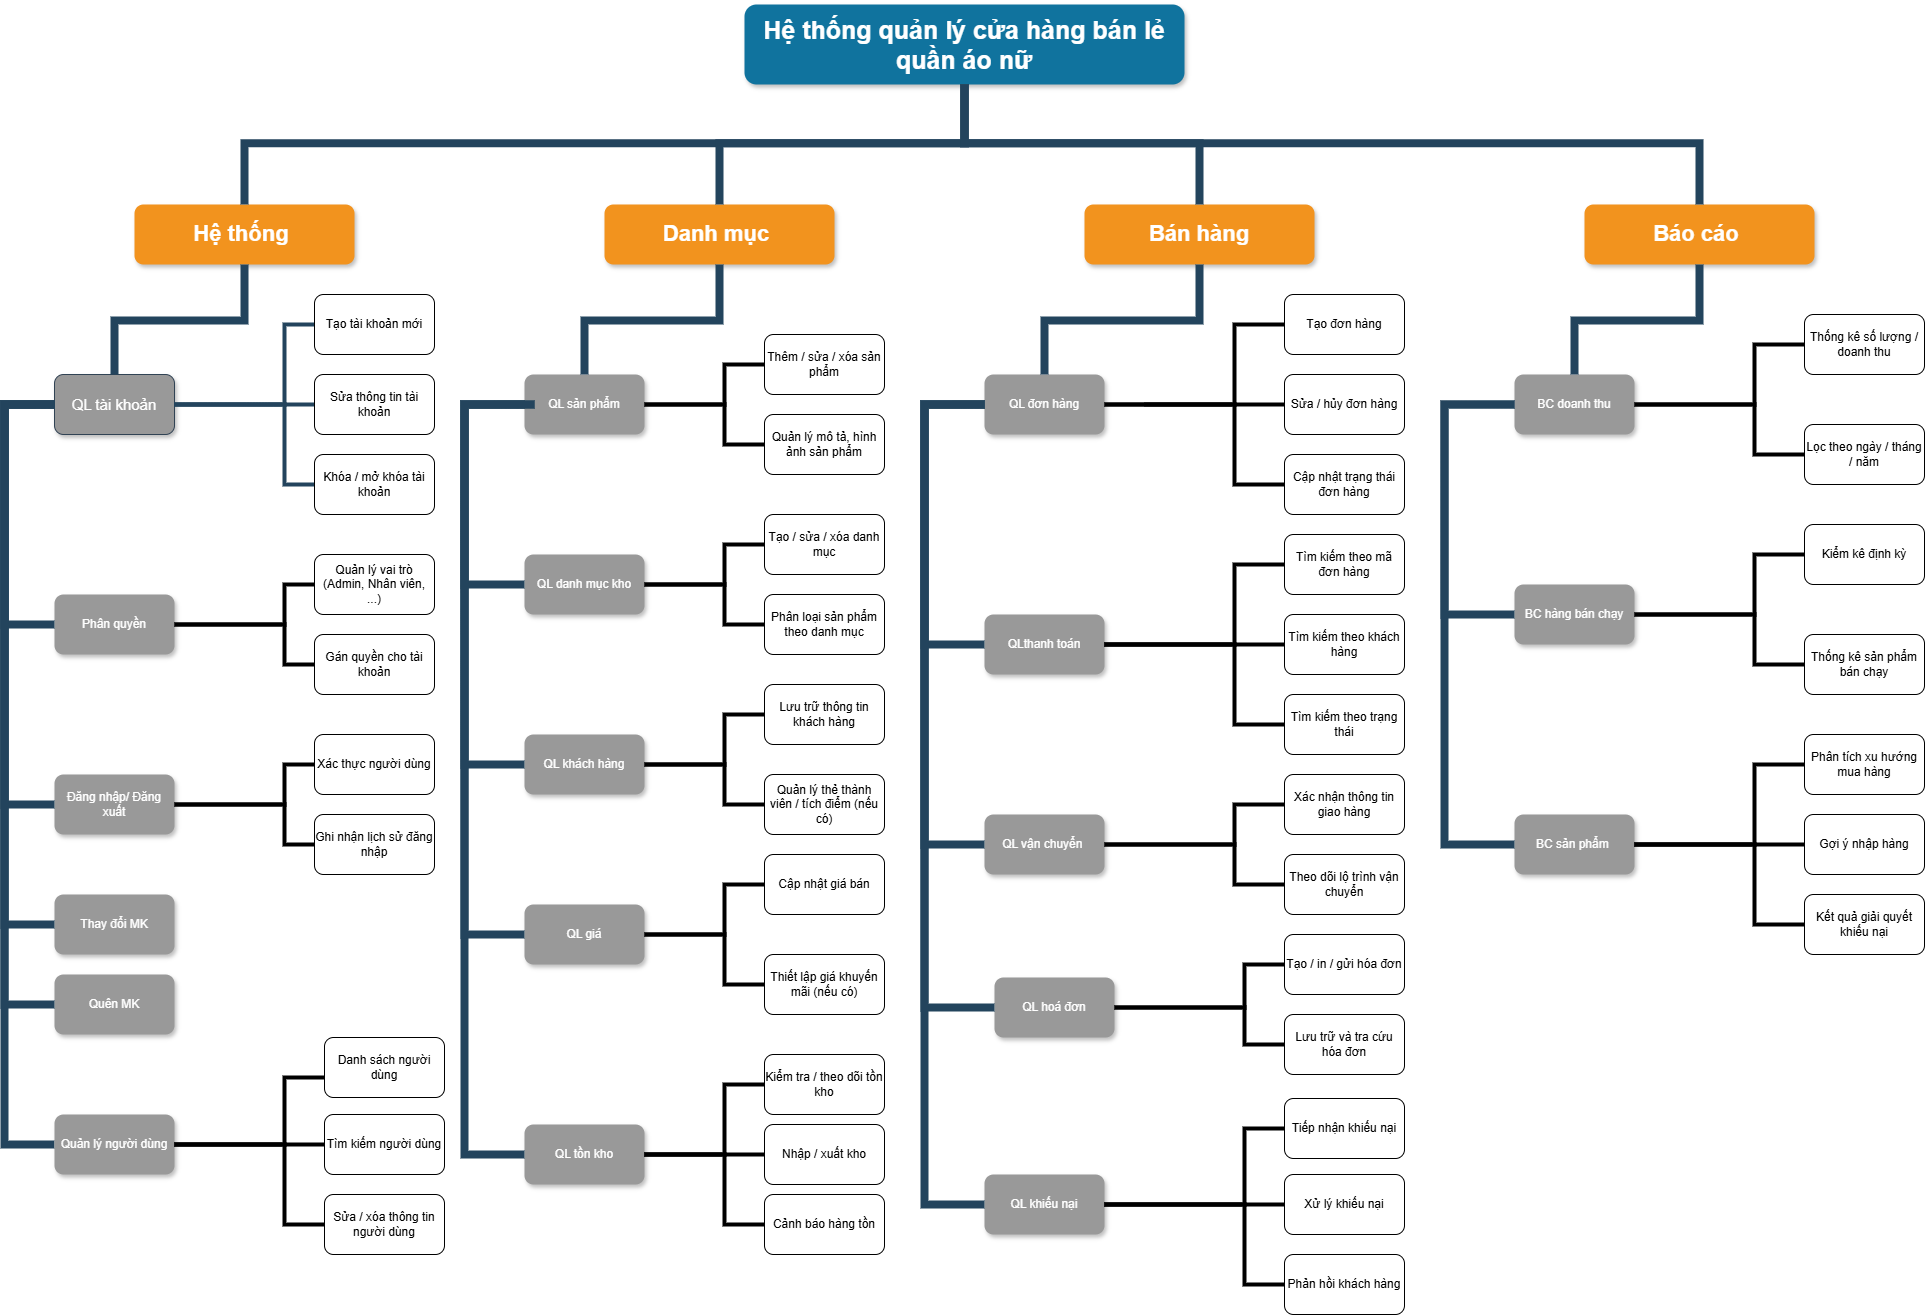 Hệ thống quản lý cửa hàng bán lẻ
quần áo nữ
Hệ thống
Danh mục
Bán hàng
Báo cáo
QL tài khoản
Tạo tài khoản mới
Sửa thông tin tài
khoản
Khóa / mở khóa tài
khoản
Phân quyền
Quản lý vai trò
(Admin, Nhân viên,
...)
Gán quyền cho tài
khoản
Đăng nhập/ Đăng
xuất
Xác thực người dùng
Ghi nhận lịch sử đăng
nhập
Thay đổi MK
Quên MK
Quản lý người dùng
Danh sách người
dùng
Tìm kiếm người dùng
Sửa / xóa thông tin
người dùng
QL sản phẩm
Thêm / sửa / xóa sản
phẩm
Quản lý mô tả, hình
ảnh sản phẩm
QL danh mục kho
Tạo / sửa / xóa danh
mục
Phân loại sản phẩm
theo danh mục
QL khách hàng
Lưu trữ thông tin
khách hàng
Quản lý thẻ thành
viên / tích điểm (nếu
có)
QL giá
Cập nhật giá bán
Thiết lập giá khuyến
mãi (nếu có)
QL tồn kho
Kiểm tra / theo dõi tồn
kho
Nhập / xuất kho
Cảnh báo hàng tồn
QL đơn hàng
Tạo đơn hàng
Sửa / hủy đơn hàng
Cập nhật trạng thái
đơn hàng
QLthanh toán
Tìm kiếm theo mã
đơn hàng
Tìm kiếm theo khách
hàng
Tìm kiếm theo trạng
thái
QL vận chuyển
Xác nhận thông tin
giao hàng
Theo dõi lộ trình vận
chuyển
QL hoá đơn
Tạo / in / gửi hóa đơn
Lưu trữ và tra cứu
hóa đơn
QL khiếu nại
Tiếp nhận khiếu nại
Xử lý khiếu nại
Phản hồi khách hàng
BC doanh thu
Thống kê số lượng /
doanh thu
Lọc theo ngày / tháng
/ năm
BC hàng bán chạy
Kiểm kê định kỳ
Thống kê sản phẩm
bán chạy
BC sản phẩm
Phân tích xu hướng
mua hàng
Gợi ý nhập hàng
Kết quả giải quyết
khiếu nại